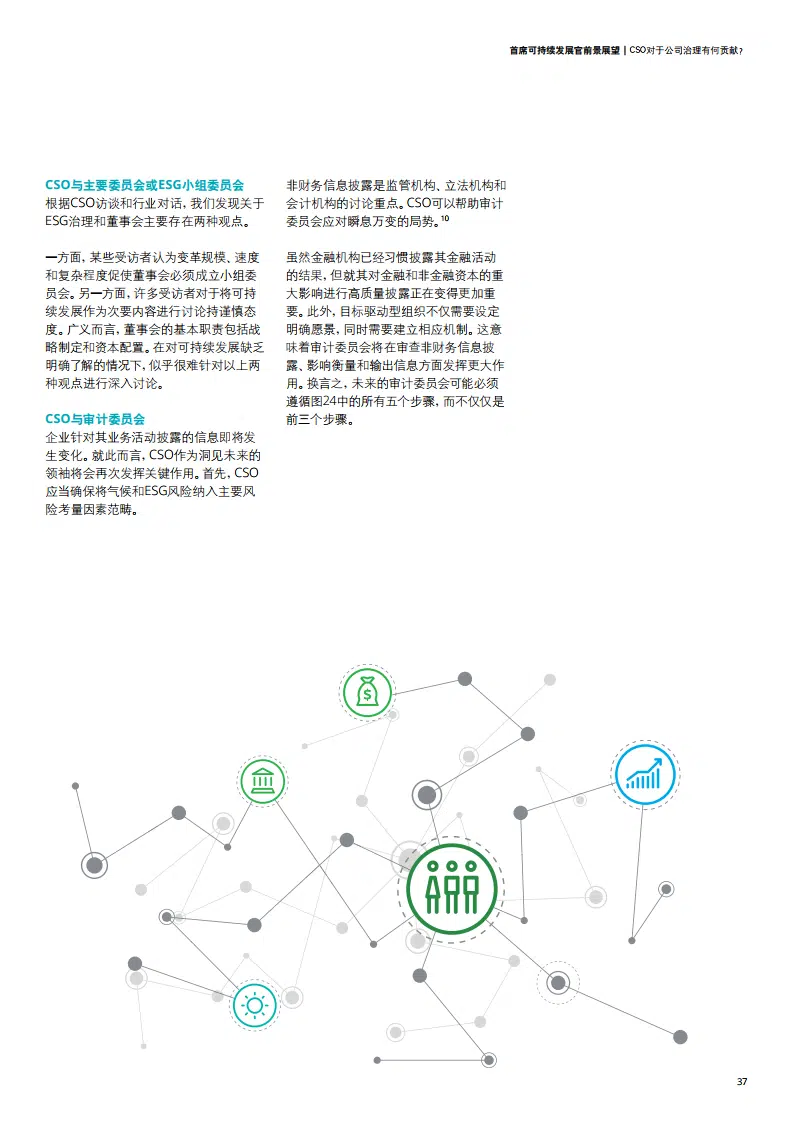 首席可持续发展官前景展望 | CSO对于公司治理有何贡献?
CSO与主要委员会或ESG小组委员会
根据CSO访谈和行业对话，我们发现关于
ESG治理和董事会主要存在两种观点。
一方面，某些受访者认为变革规模、速度
和复杂程度促使董事会必须成立小组委
员会。另一方面，许多受访者对于将可持
续发展作为次要内容进行讨论持谨慎态
度。广义而言，董事会的基本职责包括战
略制定和资本配置。在对可持续发展缺乏
明确了解的情况下，似乎很难针对以上两
种观点进行深入讨论。
CSO与审计委员会
企业针对其业务活动披露的信息即将发
生变化。就此而言，CSO作为洞见未来的
领袖将会再次发挥关键作用。首先，CSO
应当确保将气候和ESG风险纳入主要风
险考量因素范畴。
非财务信息披露是监管机构、立法机构和
会计机构的讨论重点。CSO可以帮助审计
委员会应对瞬息万变的局势。10
虽然金融机构已经习惯披露其金融活动
的结果，但就其对金融和非金融资本的重
大影响进行高质量披露正在变得更加重
要。此外，目标驱动型组织不仅需要设定
明确愿景，同时需要建立相应机制。这意
味着审计委员会将在审查非财务信息披
露、影响衡量和输出信息方面发挥更大作
用。换言之，未来的审计委员会可能必须
遵循图24中的所有五个步骤，而不仅仅是
前三个步骤。
$
37